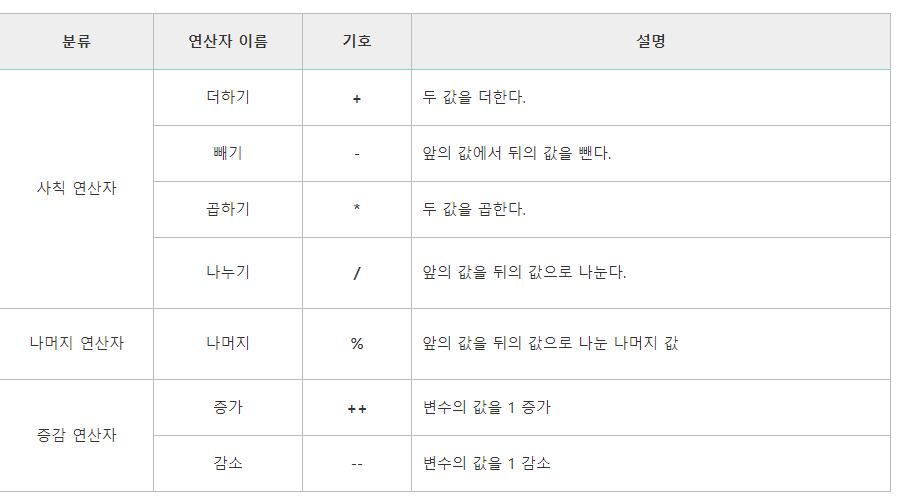 분류 연산자 이름 기호 설명
사칙 연산자
더하기 + 두 값을 더한다.
빼기 - 앞의 값에서 뒤의 값을 뺀다.
곱하기 * 두 값을 곱한다.
나누기 / 앞의 값을 뒤의 값으로 나눈다.
나머지 연산자 나머지 % 앞의 값을 뒤의 값으로 나눈 나머지 값
증감 연산자
증가 ++ 변수의 값을 1 증가
감소 -- 변수의 값을 1 감소